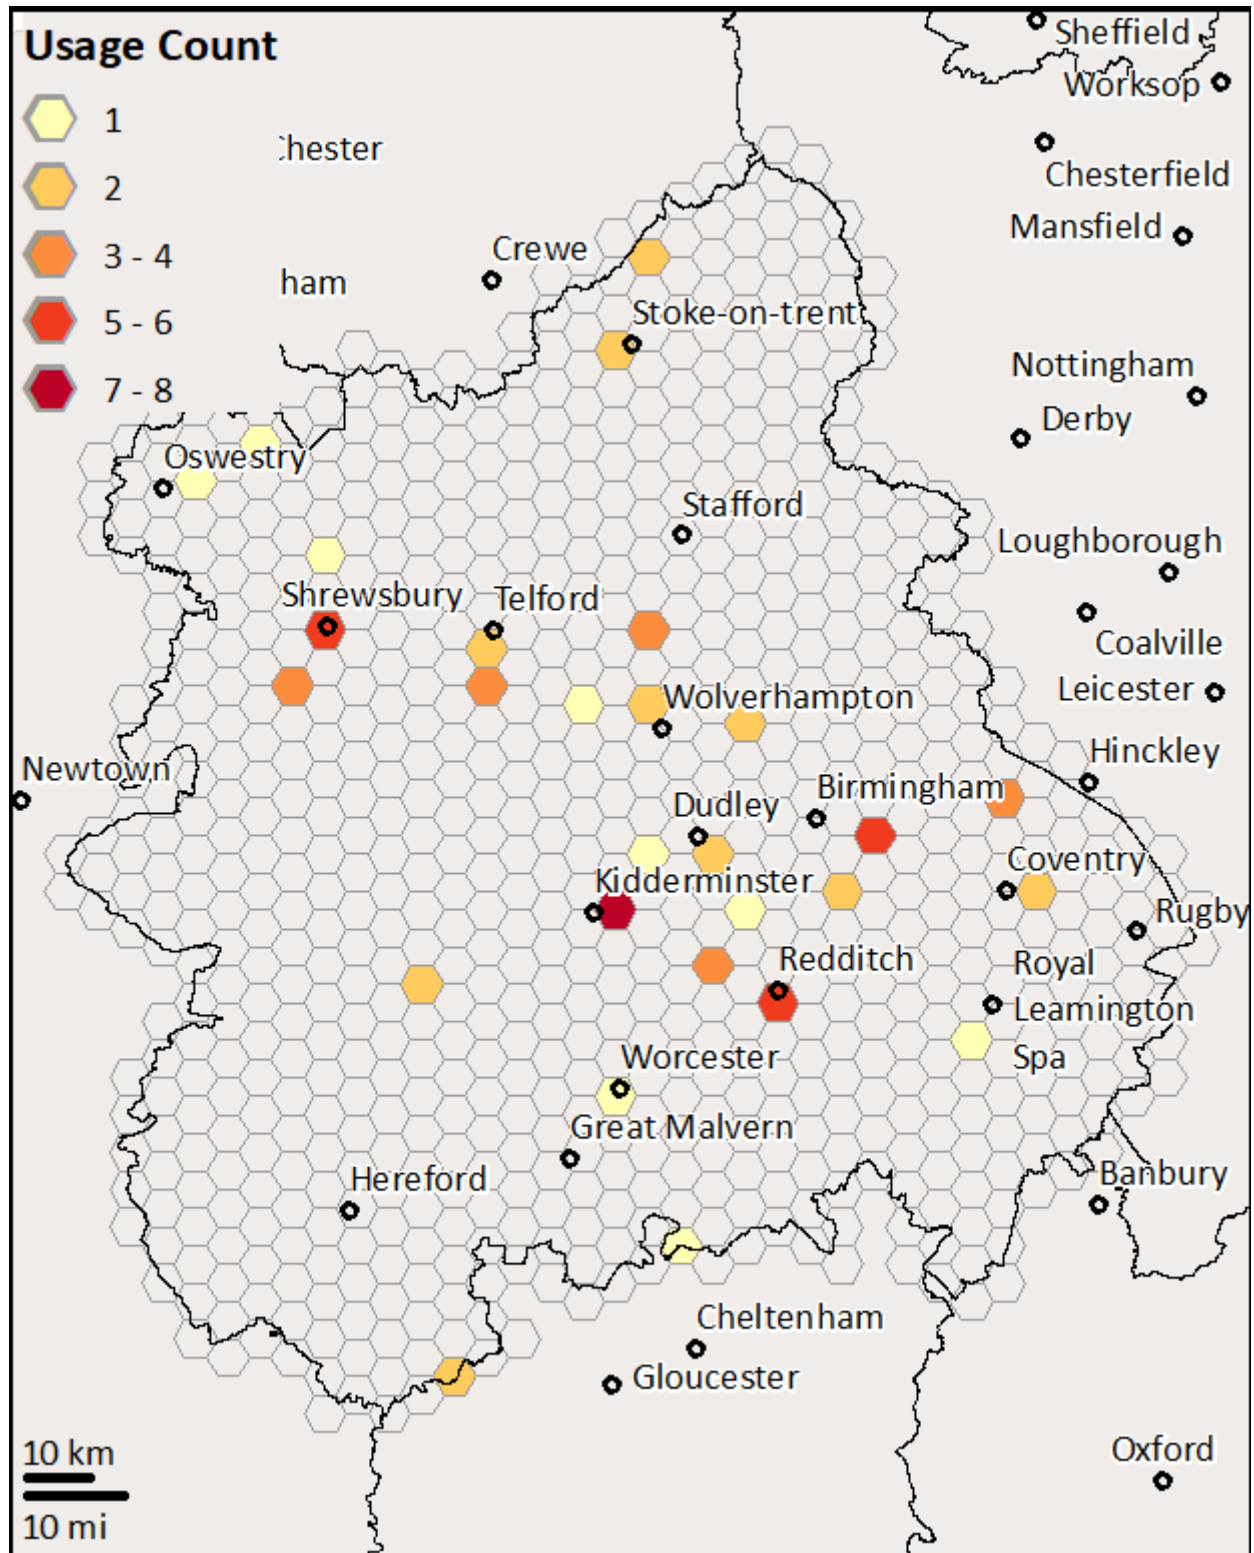 Usage Count
1
2
3 - 4
5 - 6
7 - 8
Sheffield
Worksop
hester
Chesterfield
Mansfield
Crewe
ham
Stoke-on-trent
Nottingham
Derby
Oswestry
Stafford
Loughborough
Shrewsbury
Telford
Coalville
Leicester
Wolverhampton
Hinckley
Newtown
Birmingham
Dudley
Coventry
Kidderminster
Rugby
Redditch
Royal
Leamington
Spa
Worcester
Great Malvern
Hereford
Banbury
Cheltenham
Gloucester
Oxford
10 km
10 mi